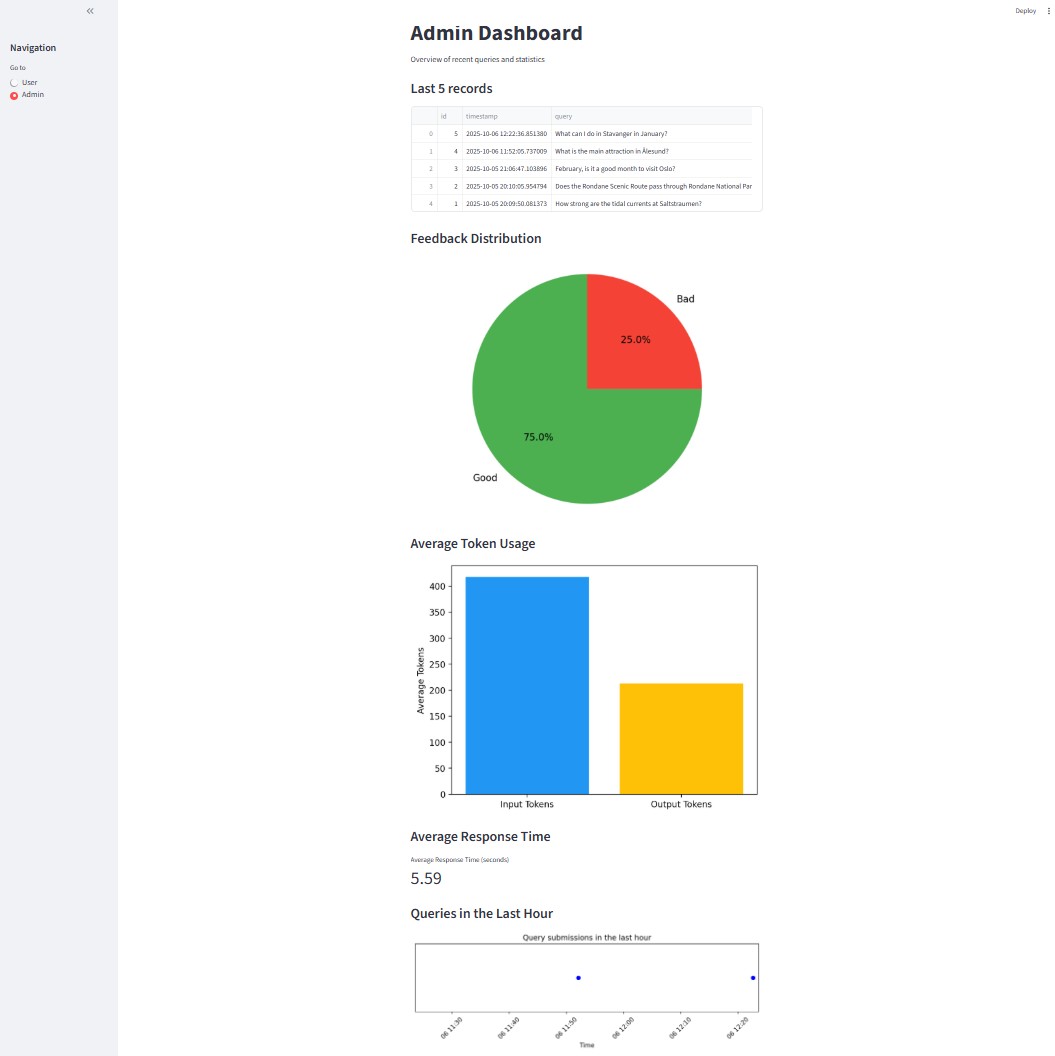 Deploy
Navigation
Go to
User
Admin
Admin Dashboard
Overview of recent queries and statistics
Last 5 records
id timestamp query
0 5 2025-10-06 12:22:36.851380 What can I do in Stavanger in January?
1 4 2025-10-06 11:52:05.737009 What is the main attraction in Ålesund?
2 3 2025-10-05 21:06:47.103896 February, is it a good month to visit Oslo?
3 2 2025-10-05 20:10:05.954794 Does the Rondane Scenic Route pass through Rondane National Par
4 1 2025-10-05 20:09:50.081373 How strong are the tidal currents at Saltstraumen?
Feedback Distribution
Bad
25.0%
75.0%
Good
Average Token Usage
Average Tokens
400
350
300
250
200
150
100
50
0
Input Tokens Output Tokens
Average Response Time
Average Response Time (seconds)
5.59
Queries in the Last Hour
Query submissions in the last hour
06 11:30 06 11:40 06 11:50 06 12:00 06 12:10 06 12:20
Time